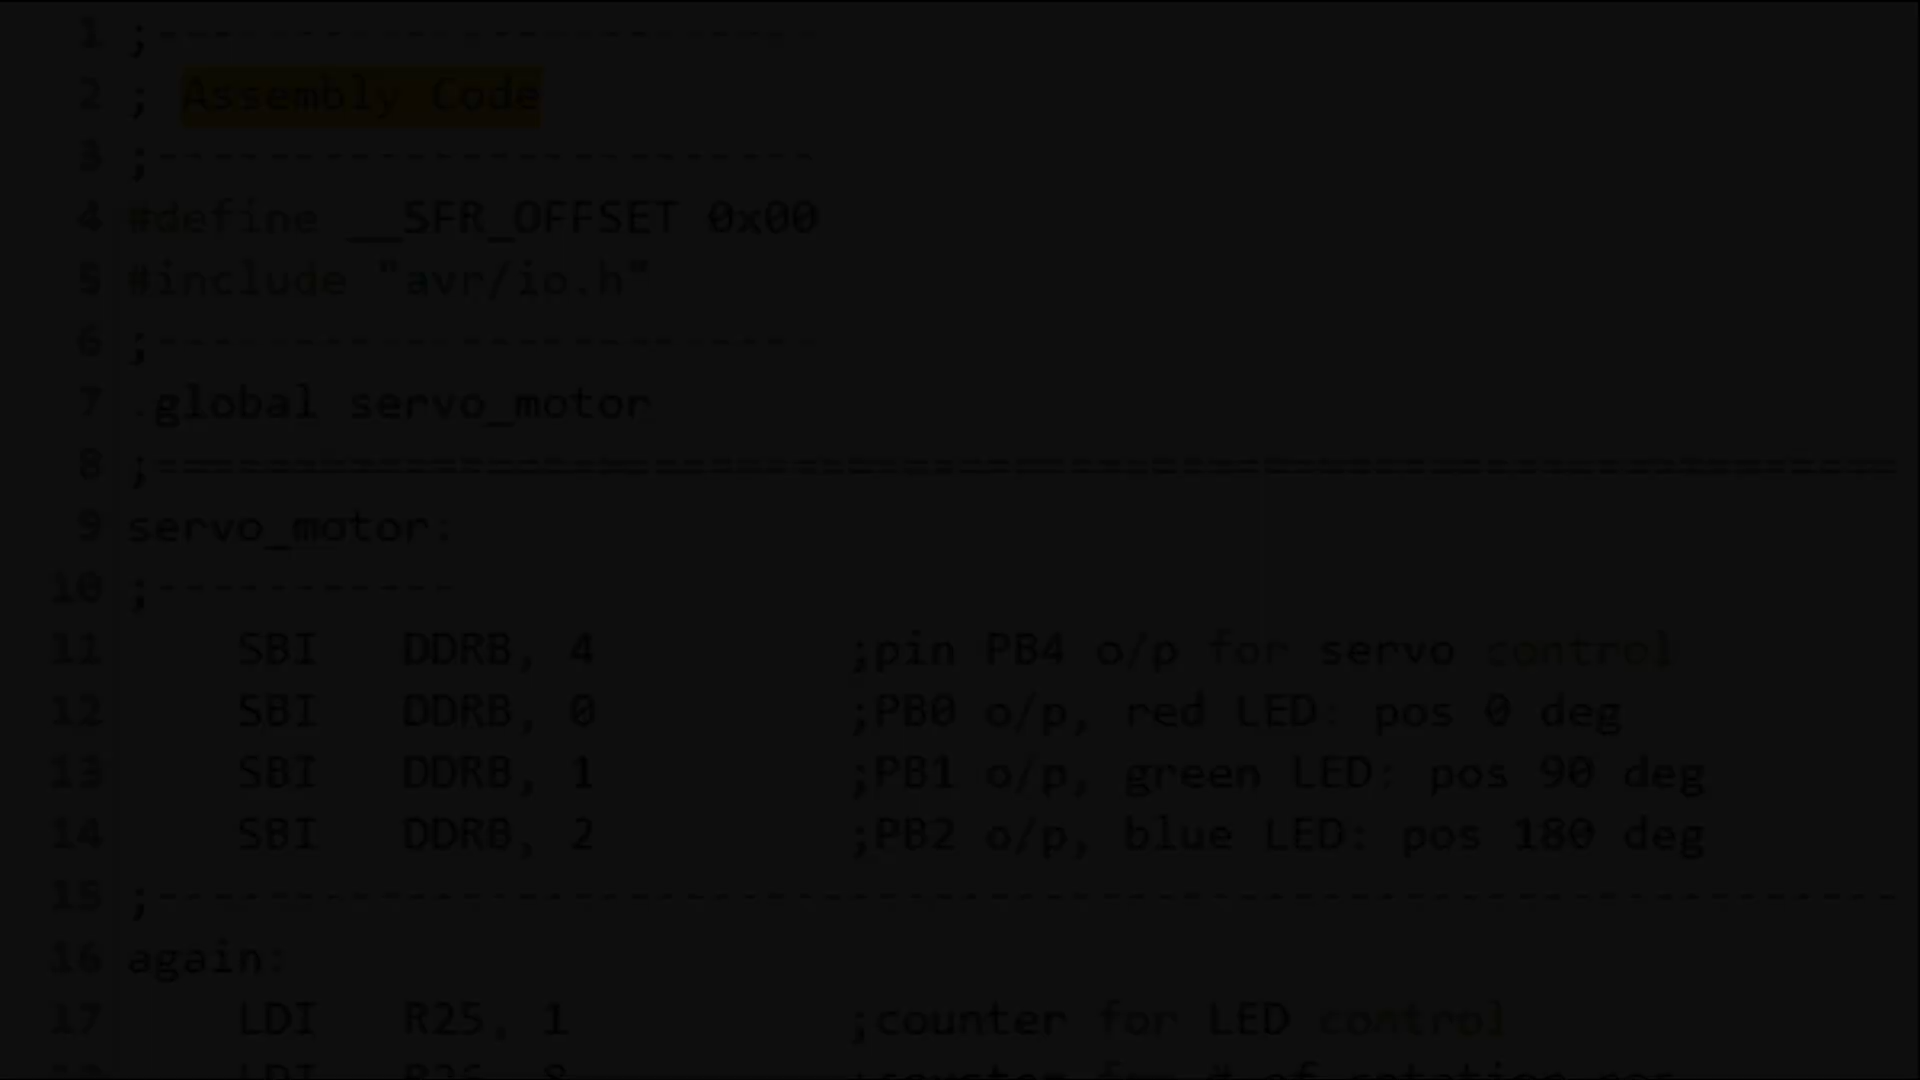 1 ;------------------------
2 ; Assembly Code
3 ;------------------------
4 #define __SFR_OFFSET 0x00
5 #include "avr/io.h"
6 ;------------------------
7 .global servo_motor
8 ;===============================================================
9 servo_motor:
10 ;-----------
11 SBI DDRB, 4 ;pin PB4 o/p for servo control
12 SBI DDRB, 0 ;PB0 o/p, red LED: pos 0 deg
13 SBI DDRB, 1 ;PB1 o/p, green LED: pos 90 deg
14 SBI DDRB, 2 ;PB2 o/p, blue LED: pos 180 deg
15 ;---------------------------------------------------------------
16 again:
17 LDI R25, 1 ;counter for LED control